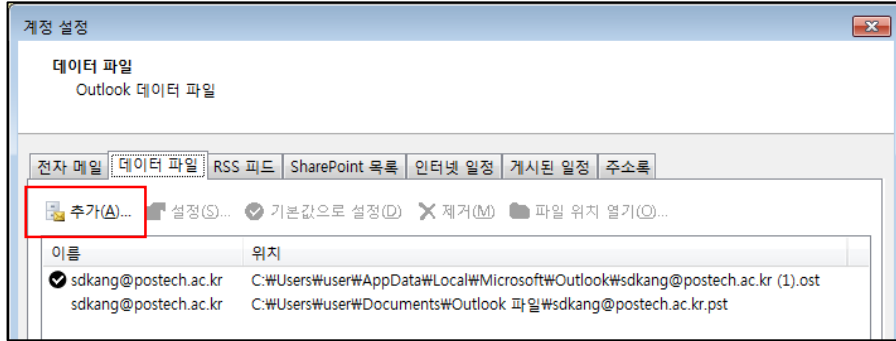 계정 설정
데이터 파일
Outlook 데이터 파일
전자 메일 데이터 파일 RSS 피드 SharePoint 목록 인터넷 일정 게시된 일정 주소록
추가(A)... 설정(S)... 기본값으로 설정(D) 제거(M) 파일 위치 열기(O)...
이름 위치
sdkang@postech.ac.kr C:₩Users₩user₩AppData₩Local₩Microsoft₩Outlook₩sdkang@postech.ac.kr (1).ost
sdkang@postech.ac.kr C:₩Users₩user₩Documents₩Outlook 파일₩sdkang@postech.ac.kr.pst